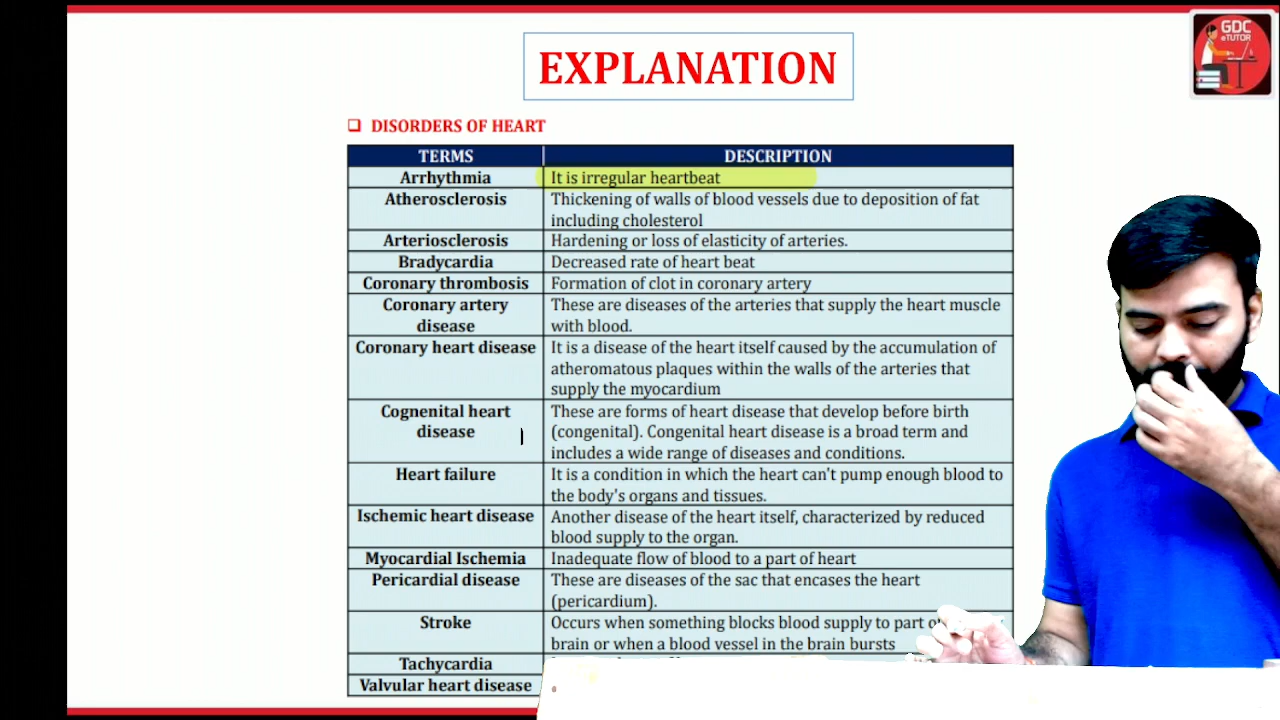 GDC
eTUTOR
EXPLANATION
❑ DISORDERS OF HEART
TERMS DESCRIPTION
Arrhythmia It is irregular heartbeat
Atherosclerosis Thickening of walls of blood vessels due to deposition of fat
including cholesterol
Arteriosclerosis Hardening or loss of elasticity of arteries.
Bradycardia Decreased rate of heart beat
Coronary thrombosis Formation of clot in coronary artery
Coronary artery These are diseases of the arteries that supply the heart muscle
disease with blood.
Coronary heart disease It is a disease of the heart itself caused by the accumulation of
atheromatous plaques within the walls of the arteries that
supply the myocardium
Cognenital heart These are forms of heart disease that develop before birth
disease (congenital). Congenital heart disease is a broad term and
includes a wide range of diseases and conditions.
Heart failure It is a condition in which the heart can't pump enough blood to
the body's organs and tissues.
Ischemic heart disease Another disease of the heart itself, characterized by reduced
blood supply to the organ.
Myocardial Ischemia Inadequate flow of blood to a part of heart
Pericardial disease These are diseases of the sac that encases the heart
(pericardium).
Stroke Occurs when something blocks blood supply to part
brain or when a blood vessel in the brain bursts
Tachycardia
Valvular heart disease